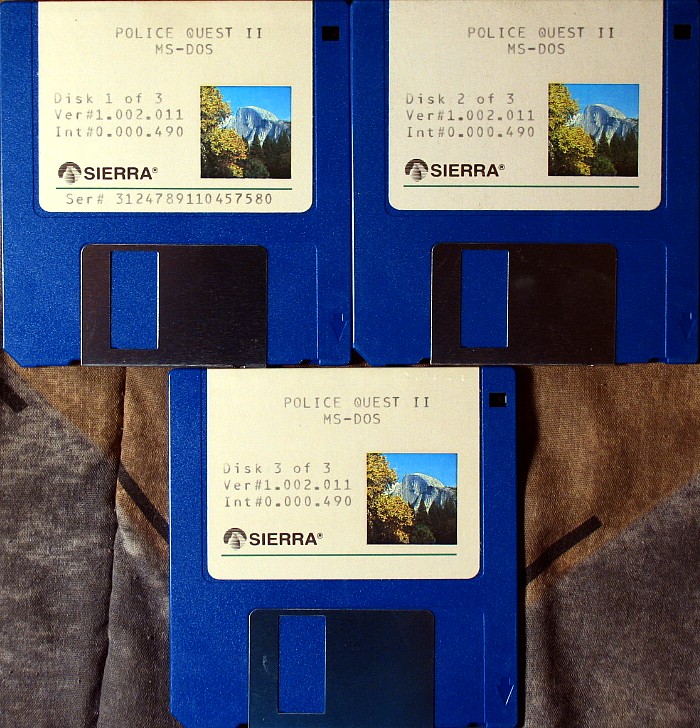 POLICE QUEST II
MS-DOS
Disk 1 of 3
Ver#1.002.011
Int#0.000.490
SIERRA®
Ser# 3124789110457580
POLICE QUEST II
MS-DOS
Disk 2 of 3
Ver#1.002.011
Int#0.000.490
SIERRA®
POLICE QUEST II
MS-DOS
Disk 3 of 3
Ver#1.002.011
Int#0.000.490
SIERRA®